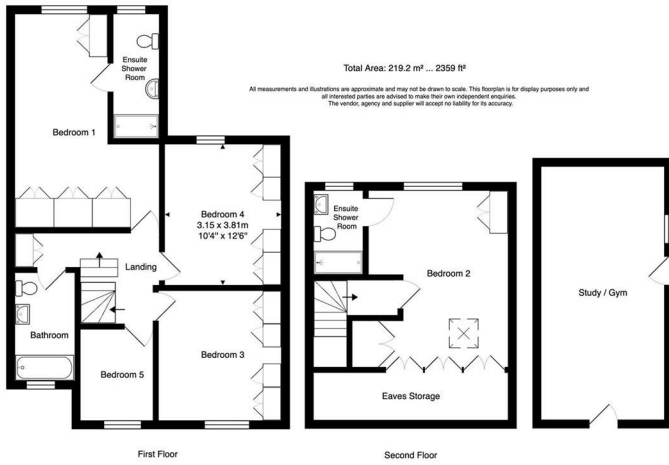 Total Area: 219.2 m² ... 2359 ft²
All measurements and illustrations are approximate and may not be drawn to scale. This floorplan is for display purposes only and
all interested parties are advised to make their own independent enquiries.
The vendor, agency and supplier will accept no liability for its accuracy.
Ensuite
Shower
Room
Bedroom 1
Bedroom 4
3.15 x 3.81m
10'4" x 12'6"
Landing
Bathroom
Bedroom 5
Bedroom 3
First Floor
Ensuite
Shower
Room
Bedroom 2
Eaves Storage
Second Floor
Study / Gym